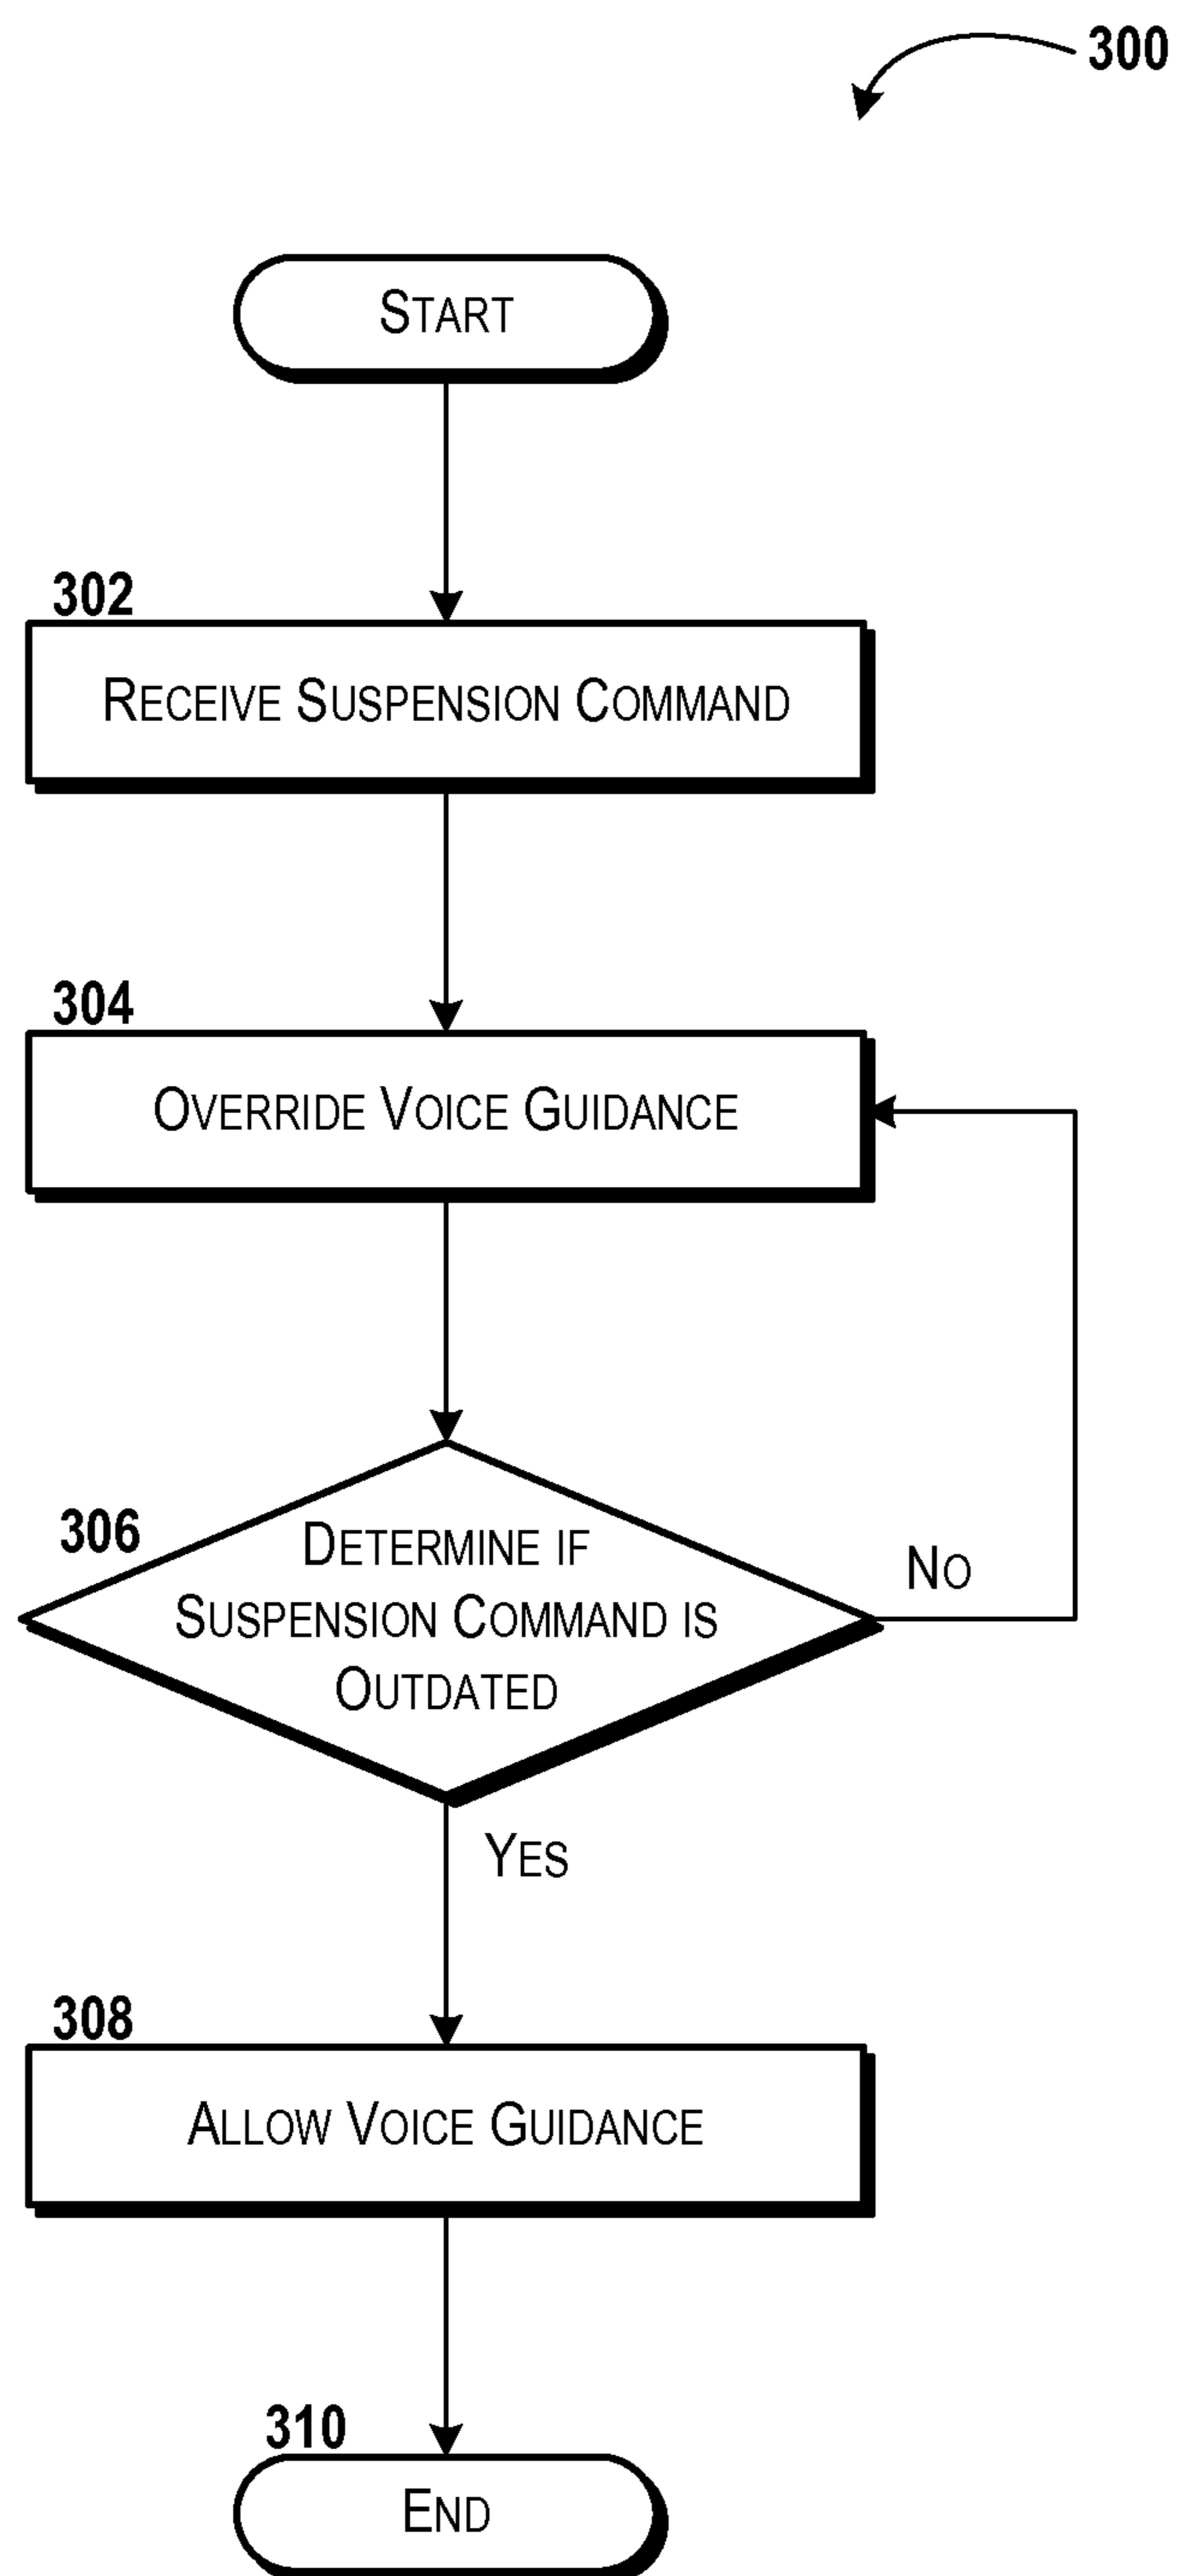 300
START
302
RECEIVE SUSPENSION COMMAND
304
OVERRIDE VOICE GUIDANCE
306
DETERMINE IF
SUSPENSION COMMAND IS
OUTDATED
NO
YES
308
ALLOW VOICE GUIDANCE
310
END